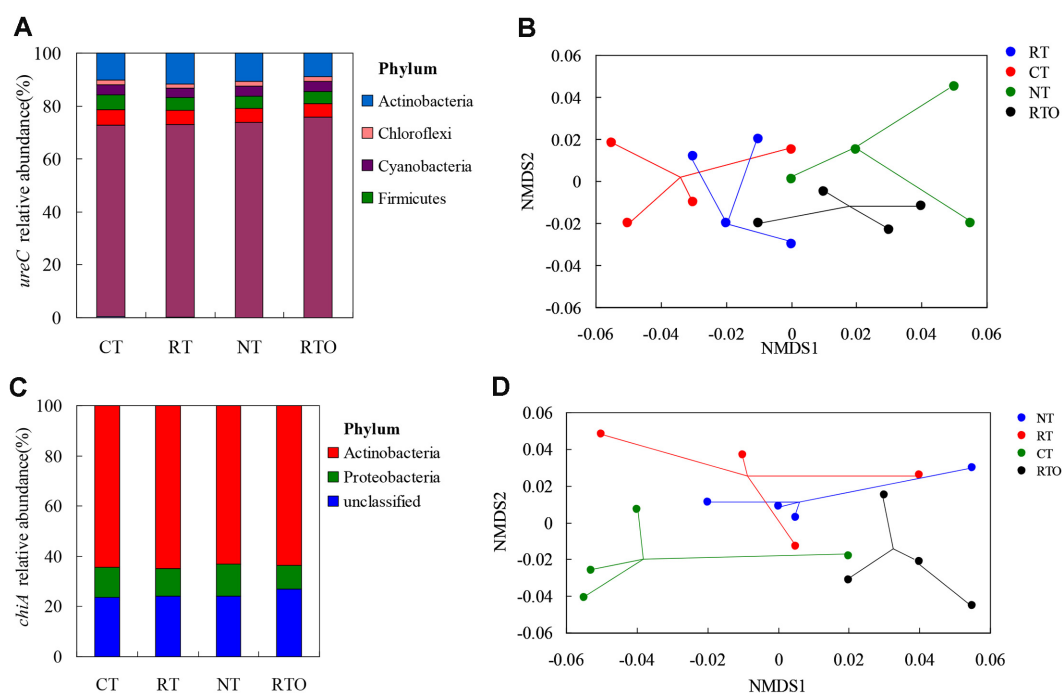 A
100
80
60
40
20
0
ureC relative abundance(%)
CT RT NT RTO
Phylum
Actinobacteria
Chloroflexi
Cyanobacteria
Firmicutes
B
0.06
0.04
0.02
0
-0.02
-0.04
-0.06
NMDS2
-0.06 -0.04 -0.02 0 0.02 0.04 0.06
NMDS1
RT
CT
NT
RTO
C
100
80
60
40
20
0
chiA relative abundance(%)
CT RT NT RTO
Phylum
Actinobacteria
Proteobacteria
unclassified
D
0.06
0.04
0.02
0
-0.02
-0.04
-0.06
NMDS2
-0.06 -0.04 -0.02 0 0.02 0.04 0.06
NMDS1
NT
RT
CT
RTO